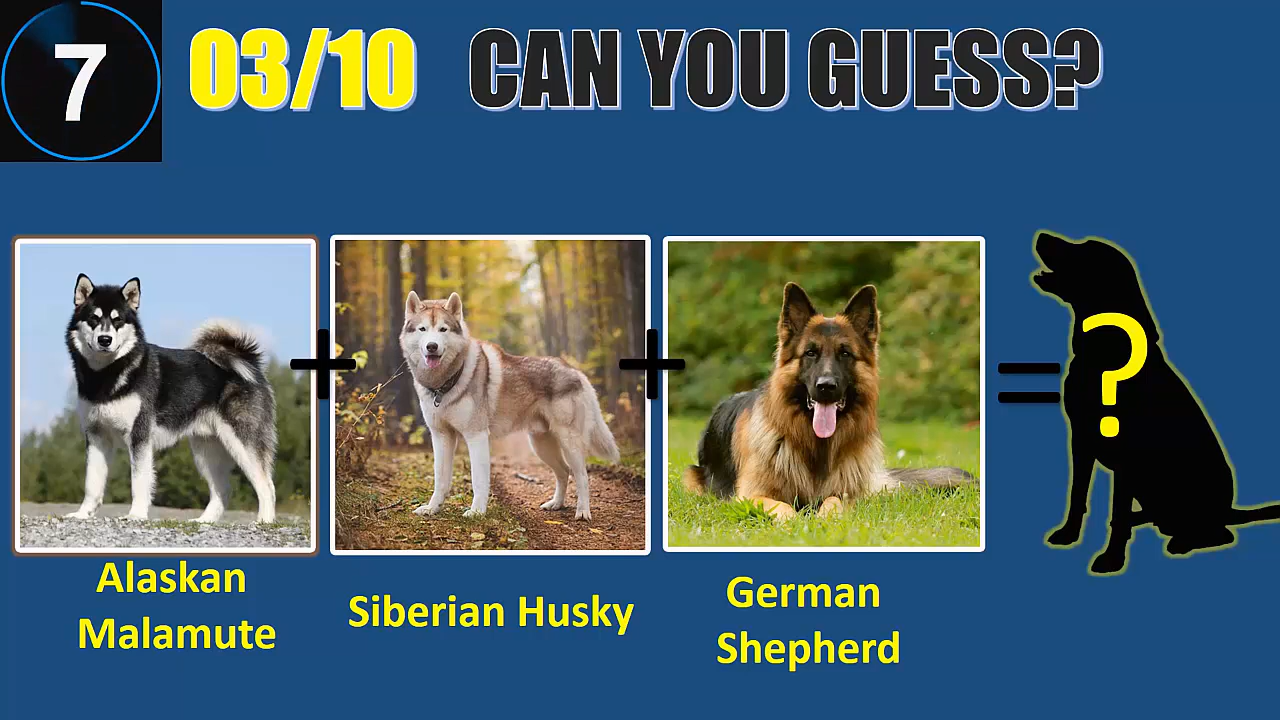 7
03/10 CAN YOU GUESS?
+ + = ?
Alaskan
Malamute
Siberian Husky
German
Shepherd